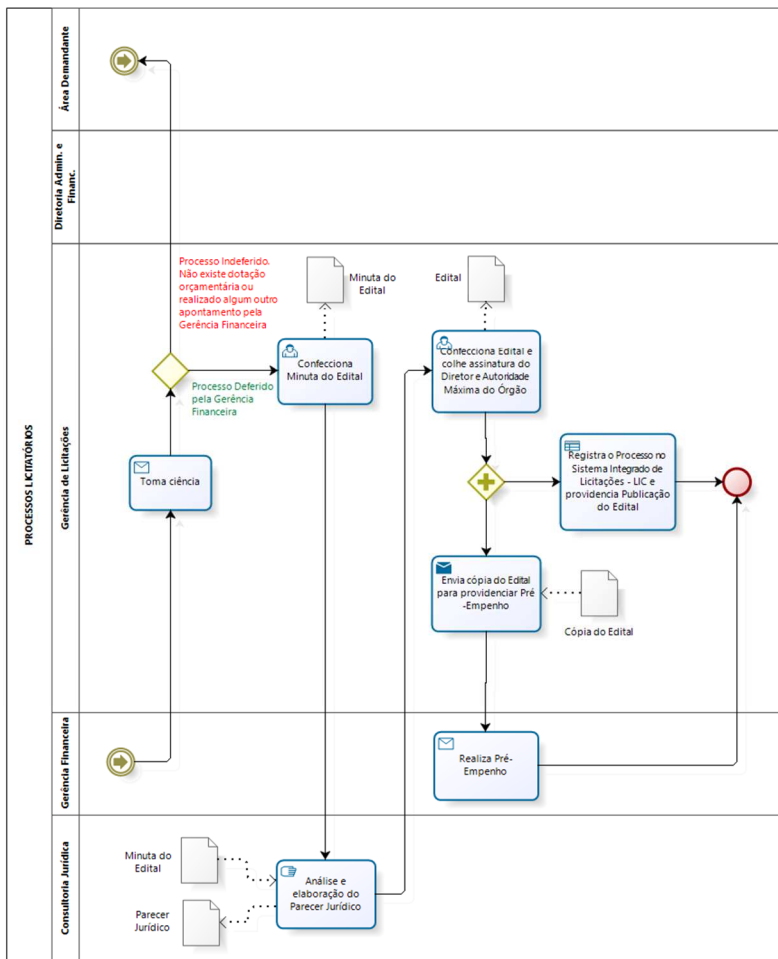 PROCESSOS LICITATÓRIOS
Área Demandante
Diretoria Admin. e
Financ.
Gerência de Licitações
Processo Indeferido.
Não existe dotação
orçamentária ou
realizado algum outro
apontamento pela
Gerência Financeira
Minuta do
Edital
Edital
Confecciona
Minuta do Edital
Confecciona Edital e
colhe assinatura do
Diretor e Autoridade
Máxima do Órgão
Processo Deferido
pela Gerência
Financeira
Toma ciência
Registra o Processo no
Sistema Integrado de
Licitações - LIC e
providencia Publicação
do Edital
Envia cópia do Edital
para providenciar Pré
-Empenho
Cópia do Edital
Gerência Financeira
Realiza Pré-
Empenho
Consultoria Jurídica
Minuta do
Edital
Parecer
Jurídico
Análise e
elaboração do
Parecer Jurídico